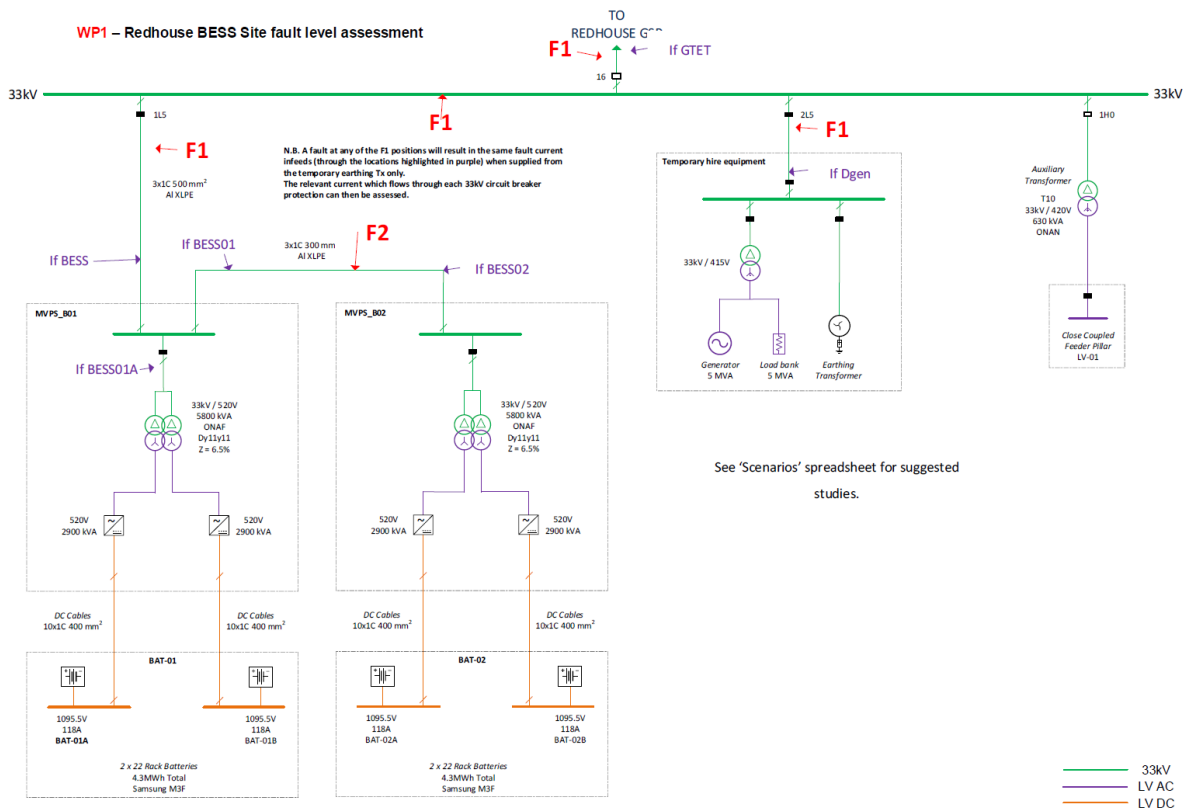 WP1 – Redhouse BESS Site fault level assessment
TO
REDHOUSE GSP
F1
If GTET
16
33kV
33kV
1L5
F1
2L5
1H0
F1
F1
N.B. A fault at any of the F1 positions will result in the same fault current
infeeds (through the locations highlighted in purple) when supplied from
the temporary earthing Tx only.
The relevant current which flows through each 33kV circuit breaker
protection can then be assessed.
3x1C 500 mm²
Al XLPE
Temporary hire equipment
If Dgen
Auxiliary
Transformer
T10
33kV / 420V
630 kVA
ONAN
F2
If BESS
If BESS01
3x1C 300 mm
Al XLPE
If BESS02
33kV / 415V
MVPS_B01
MVPS_B02
Close Coupled
Feeder Pillar
LV-01
If BESS01A
Generator
5 MVA
Load bank
5 MVA
Earthing
Transformer
33kV / 520V
5800 kVA
ONAF
Dy11y11
Z = 6.5%
33kV / 520V
5800 kVA
ONAF
Dy11y11
Z = 6.5%
See ‘Scenarios’ spreadsheet for suggested
studies.
520V
2900 kVA
520V
2900 kVA
520V
2900 kVA
520V
2900 kVA
DC Cables
10x1C 400 mm²
DC Cables
10x1C 400 mm²
DC Cables
10x1C 400 mm²
DC Cables
10x1C 400 mm²
BAT-01
BAT-02
1095.5V
118A
BAT-01A
1095.5V
118A
BAT-01B
1095.5V
118A
BAT-02A
1095.5V
118A
BAT-02B
2 x 22 Rack Batteries
4.3MWh Total
Samsung M3F
2 x 22 Rack Batteries
4.3MWh Total
Samsung M3F
33kV
LV AC
LV DC